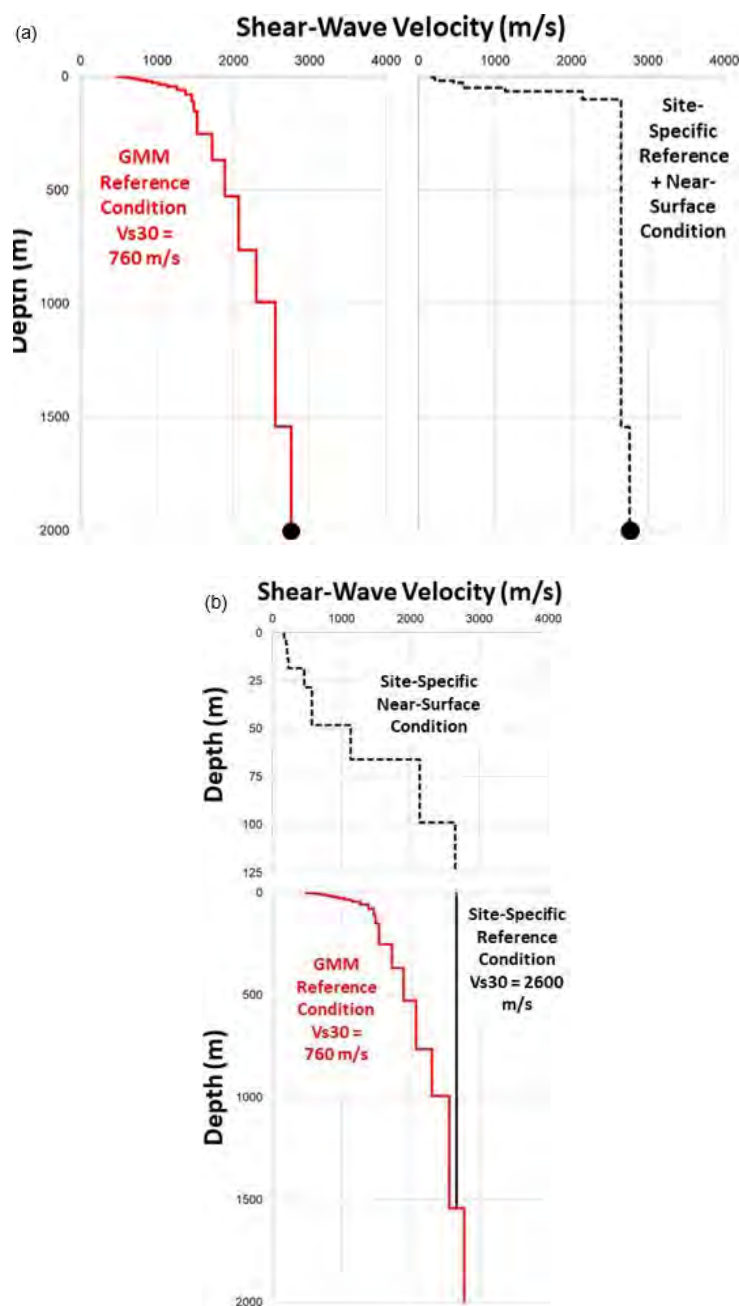 (a)
Shear-Wave Velocity (m/s)
0 1000 2000 3000 4000 0 1000 2000 3000 4000
0
500
1000
1500
2000
Depth (m)
GMM
Reference
Condition
Vs30 =
760 m/s
Site-
Specific
Reference
+ Near-
Surface
Condition
(b)
Shear-Wave Velocity (m/s)
0 1000 2000 3000 4000
0
25
50
75
100
125
Depth (m)
Site-Specific
Near-Surface
Condition
0
500
1000
1500
2000
Depth (m)
GMM
Reference
Condition
Vs30 =
760 m/s
Site-Specific
Reference
Condition
Vs30 = 2600
m/s